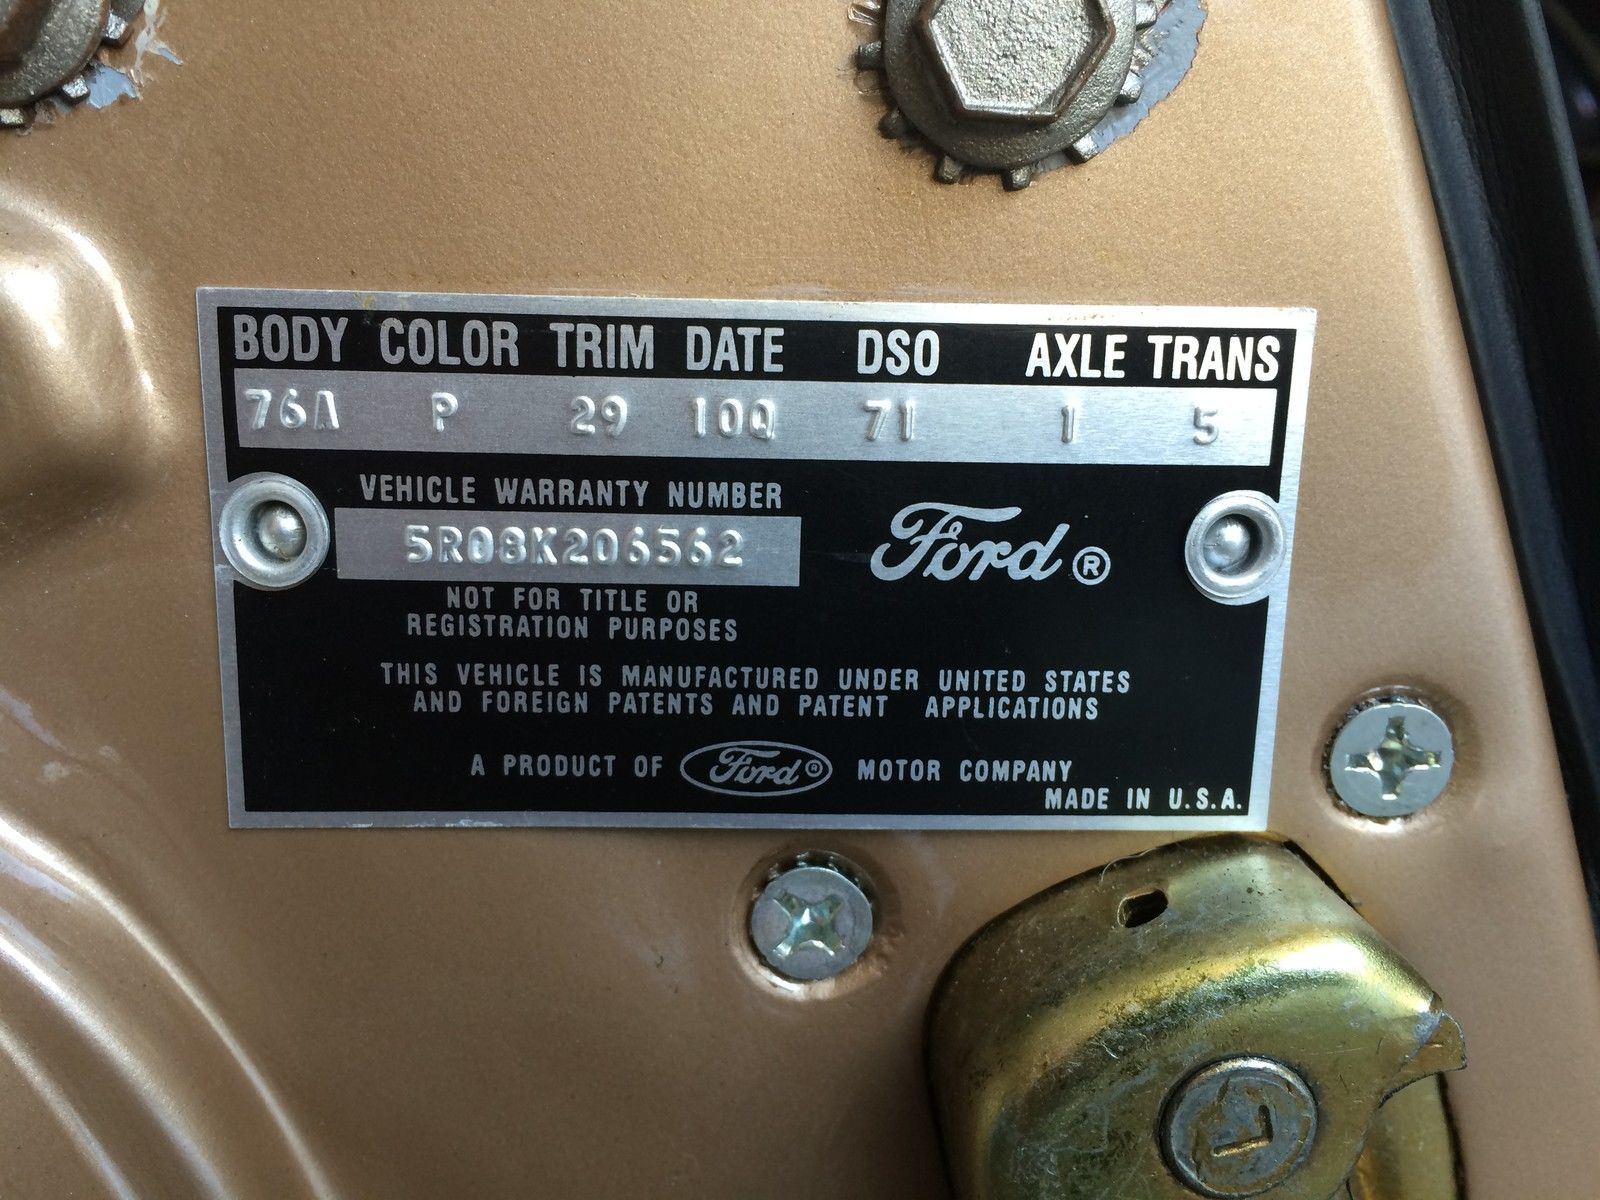 BODY COLOR TRIM DATE DSO AXLE TRANS
76A P 29 10Q 71 1 5
VEHICLE WARRANTY NUMBER
5R08K206562
Ford®
NOT FOR TITLE OR
REGISTRATION PURPOSES
THIS VEHICLE IS MANUFACTURED UNDER UNITED STATES
AND FOREIGN PATENTS AND PATENT APPLICATIONS
A PRODUCT OF Ford® MOTOR COMPANY
MADE IN U.S.A.
L